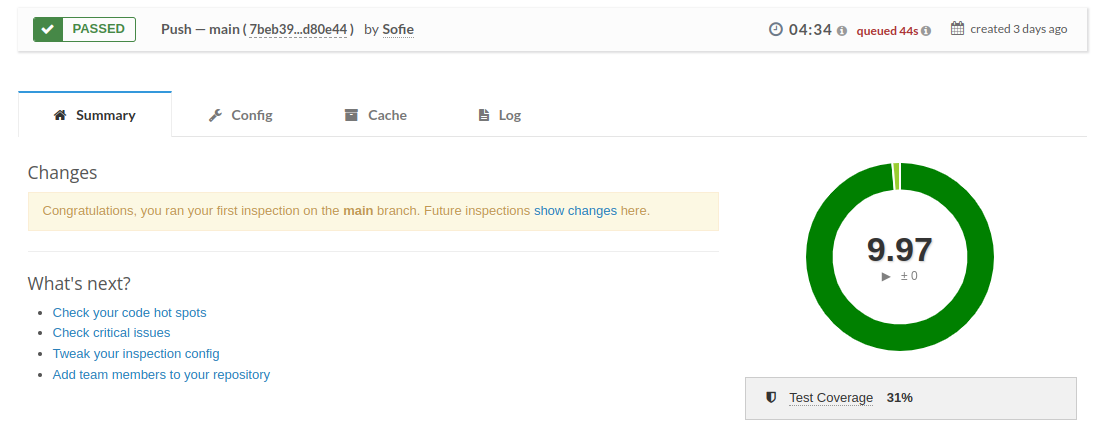 PASSED Push — main ( 7beb39...d80e44 ) by Sofie 04:34 queued 44s created 3 days ago
Summary Config Cache Log
Changes
Congratulations, you ran your first inspection on the main branch. Future inspections show changes here.
What's next?
Check your code hot spots
Check critical issues
Tweak your inspection config
Add team members to your repository
9.97
± 0
Test Coverage 31%